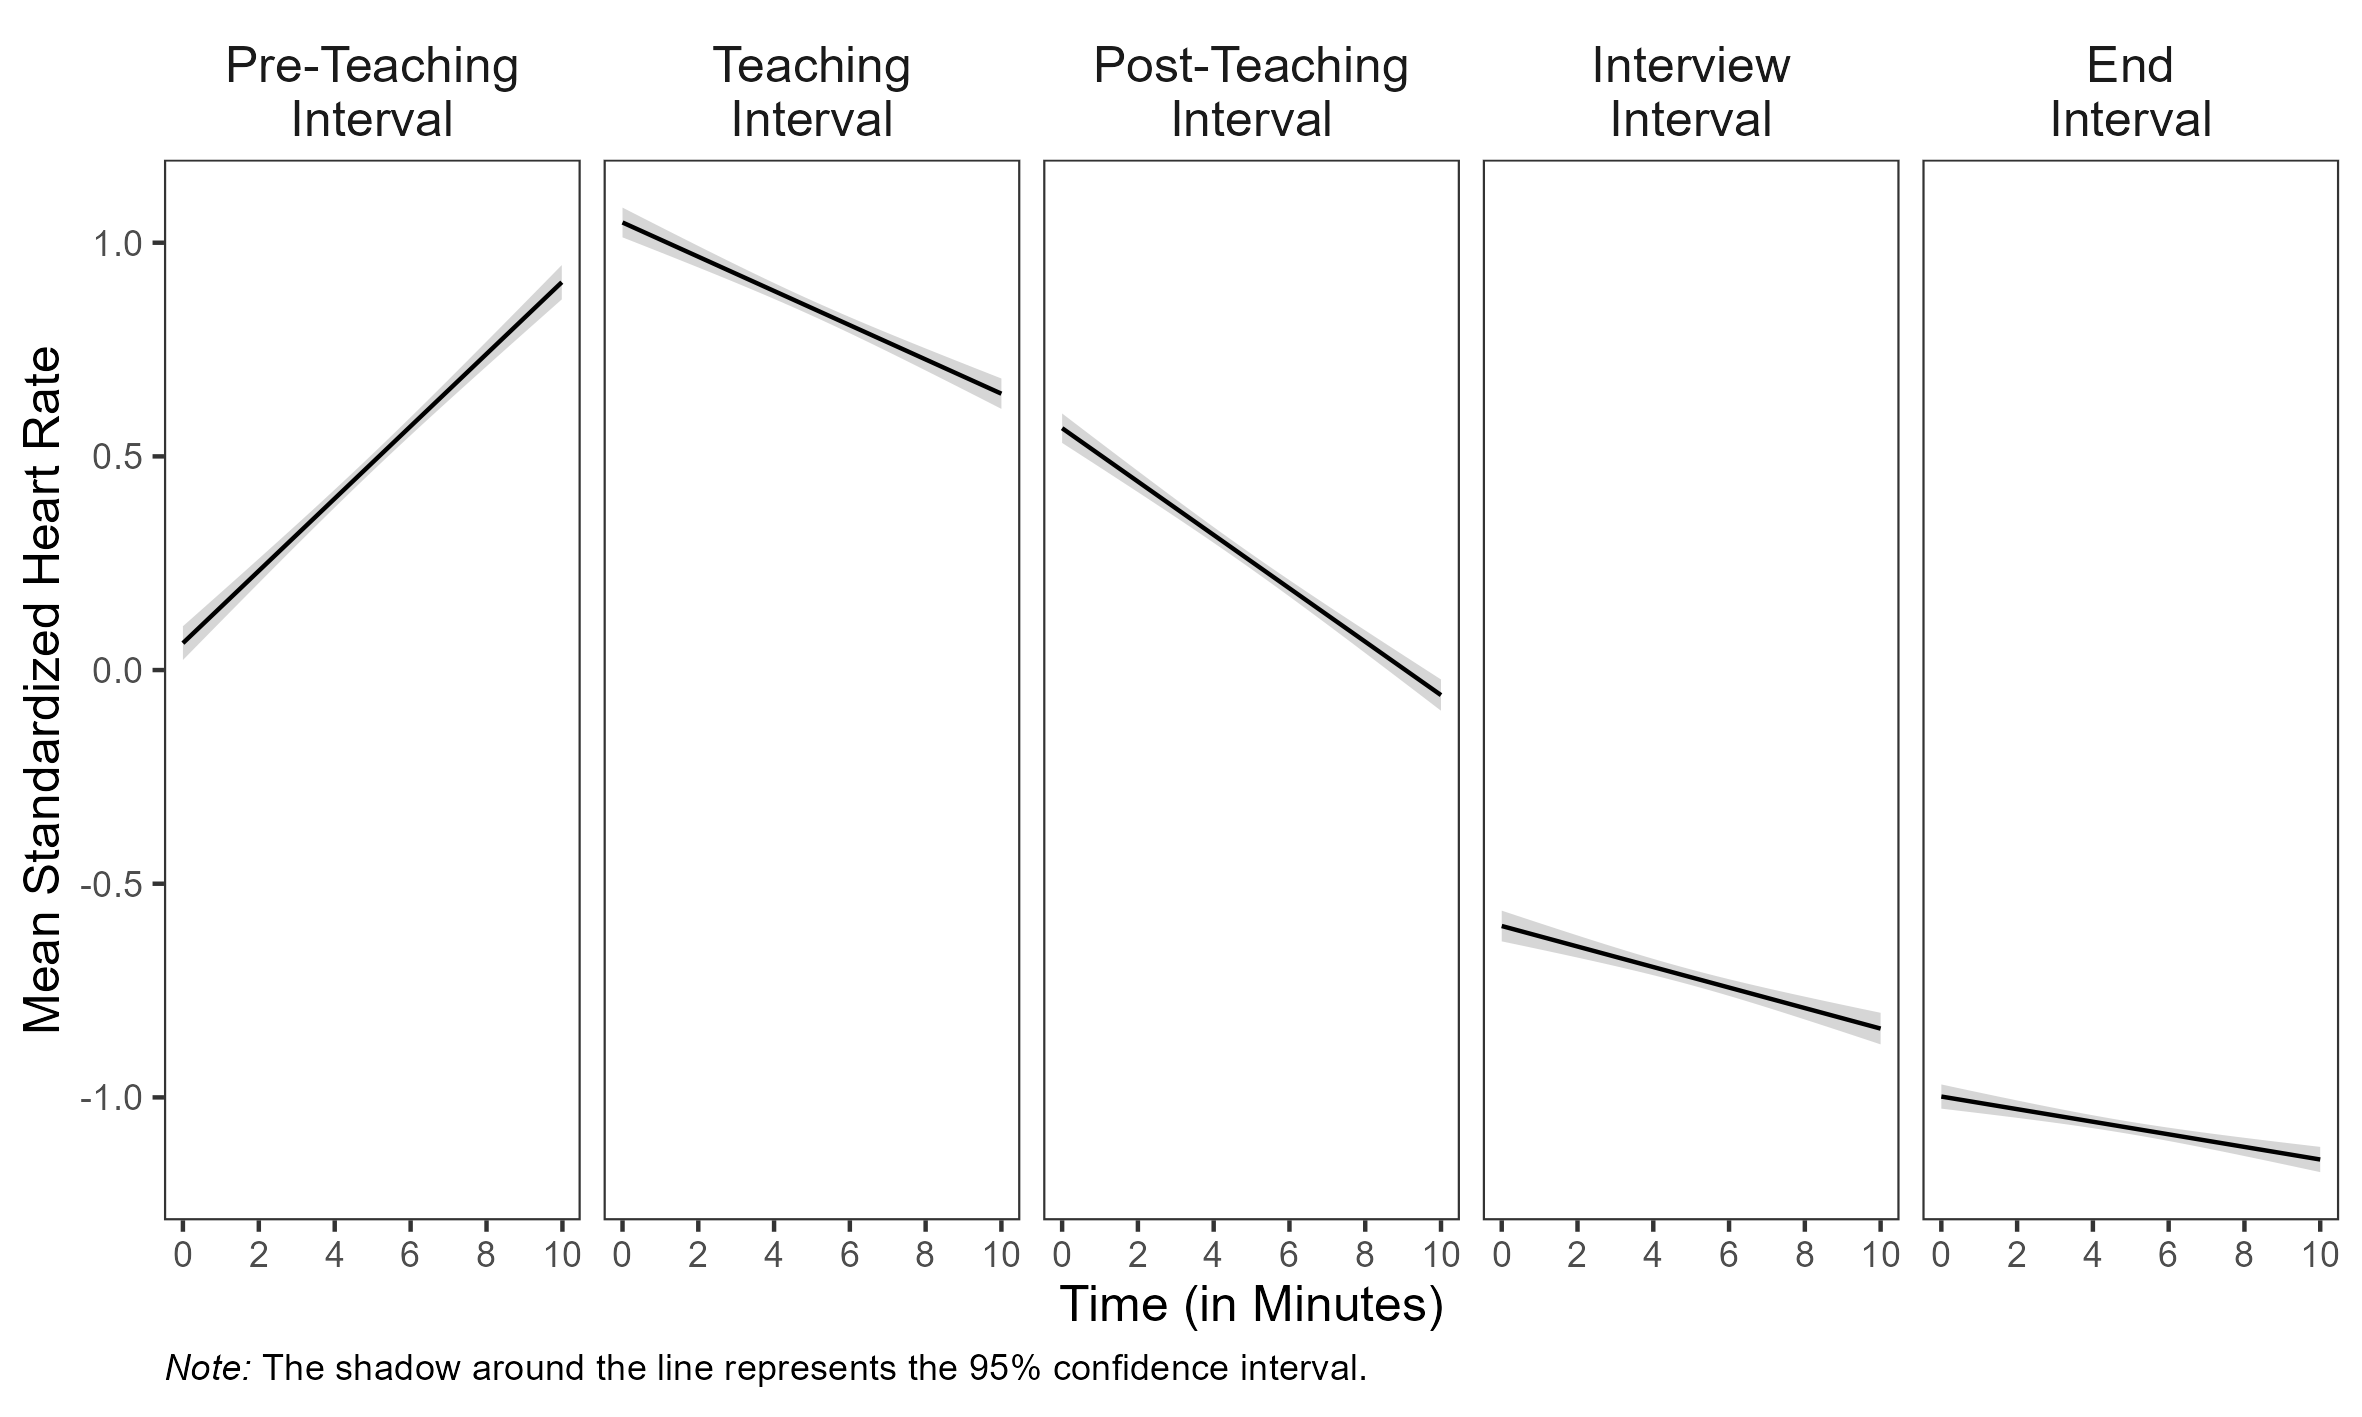 Pre-Teaching
Interval
Teaching
Interval
Post-Teaching
Interval
Interview
Interval
End
Interval
Mean Standardized Heart Rate
1.0
0.5
0.0
-0.5
-1.0
0 2 4 6 8 10
0 2 4 6 8 10
0 2 4 6 8 10
0 2 4 6 8 10
0 2 4 6 8 10
Time (in Minutes)
Note: The shadow around the line represents the 95% confidence interval.